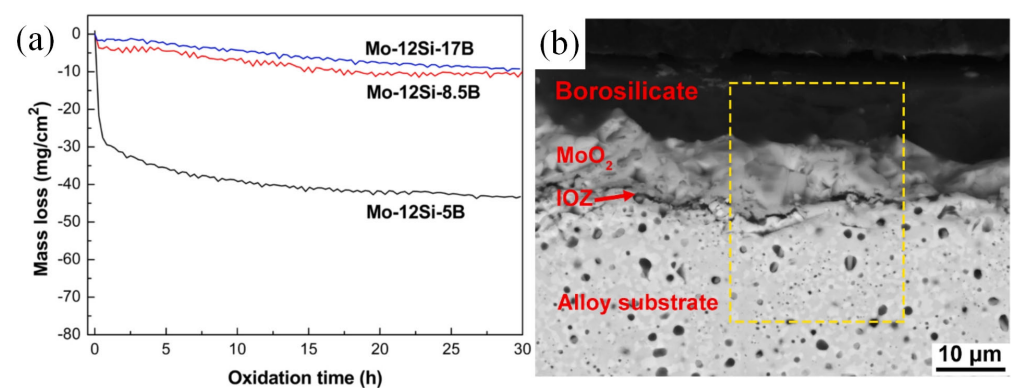 (a)
0
-10
-20
-30
-40
-50
-60
-70
-80
Mass loss (mg/cm²)
Mo-12Si-17B
Mo-12Si-8.5B
Mo-12Si-5B
0 5 10 15 20 25 30
Oxidation time (h)
(b)
Borosilicate
MoO₂
IOZ
Alloy substrate
10 µm